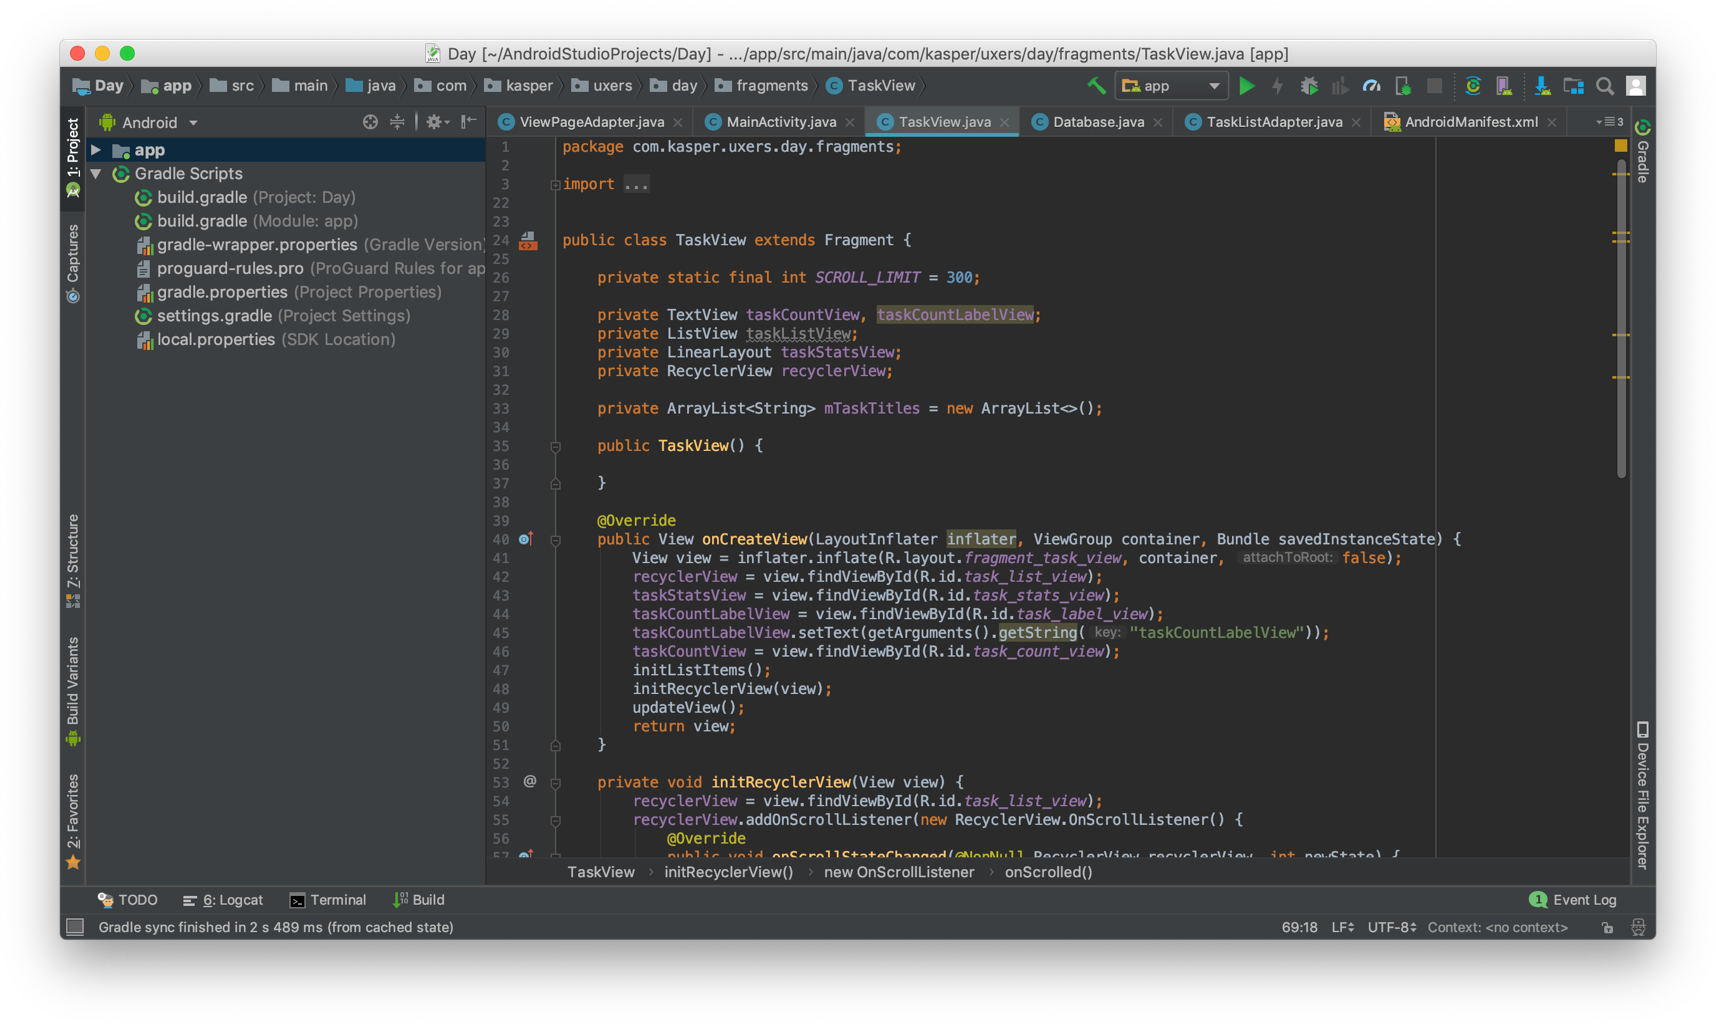 Day [~/AndroidStudioProjects/Day] - .../app/src/main/java/com/kasper/uxers/day/fragments/TaskView.java [app]
Day app src main java com kasper uxers day fragments TaskView app
Android
ViewPageAdapter.java MainActivity.java TaskView.java Database.java TaskListAdapter.java AndroidManifest.xml 3
1: Project
Captures
7: Structure
Build Variants
2: Favorites
app
Gradle Scripts
build.gradle (Project: Day)
build.gradle (Module: app)
gradle-wrapper.properties (Gradle Version)
proguard-rules.pro (ProGuard Rules for ap
gradle.properties (Project Properties)
settings.gradle (Project Settings)
local.properties (SDK Location)
1 package com.kasper.uxers.day.fragments;
2
3 import ...
22
23
24 public class TaskView extends Fragment {
25
26 private static final int SCROLL_LIMIT = 300;
27
28 private TextView taskCountView, taskCountLabelView;
29 private ListView taskListView;
30 private LinearLayout taskStatsView;
31 private RecyclerView recyclerView;
32
33 private ArrayList<String> mTaskTitles = new ArrayList<>();
34
35 public TaskView() {
36
37 }
38
39 @Override
40 public View onCreateView(LayoutInflater inflater, ViewGroup container, Bundle savedInstanceState) {
41 View view = inflater.inflate(R.layout.fragment_task_view, container, attachToRoot: false);
42 recyclerView = view.findViewById(R.id.task_list_view);
43 taskStatsView = view.findViewById(R.id.task_stats_view);
44 taskCountLabelView = view.findViewById(R.id.task_label_view);
45 taskCountLabelView.setText(getArguments().getString( key: "taskCountLabelView"));
46 taskCountView = view.findViewById(R.id.task_count_view);
47 initListItems();
48 initRecyclerView(view);
49 updateView();
50 return view;
51 }
52
53 @ private void initRecyclerView(View view) {
54 recyclerView = view.findViewById(R.id.task_list_view);
55 recyclerView.addOnScrollListener(new RecyclerView.OnScrollListener() {
56 @Override
57 public void onScrollStateChanged(@NonNull RecyclerView recyclerView, int newState) {
TaskView initRecyclerView() new OnScrollListener onScrolled()
Gradle
Device File Explorer
TODO 6: Logcat Terminal Build 1 Event Log
Gradle sync finished in 2 s 489 ms (from cached state) 69:18 LF UTF-8 Context: <no context>